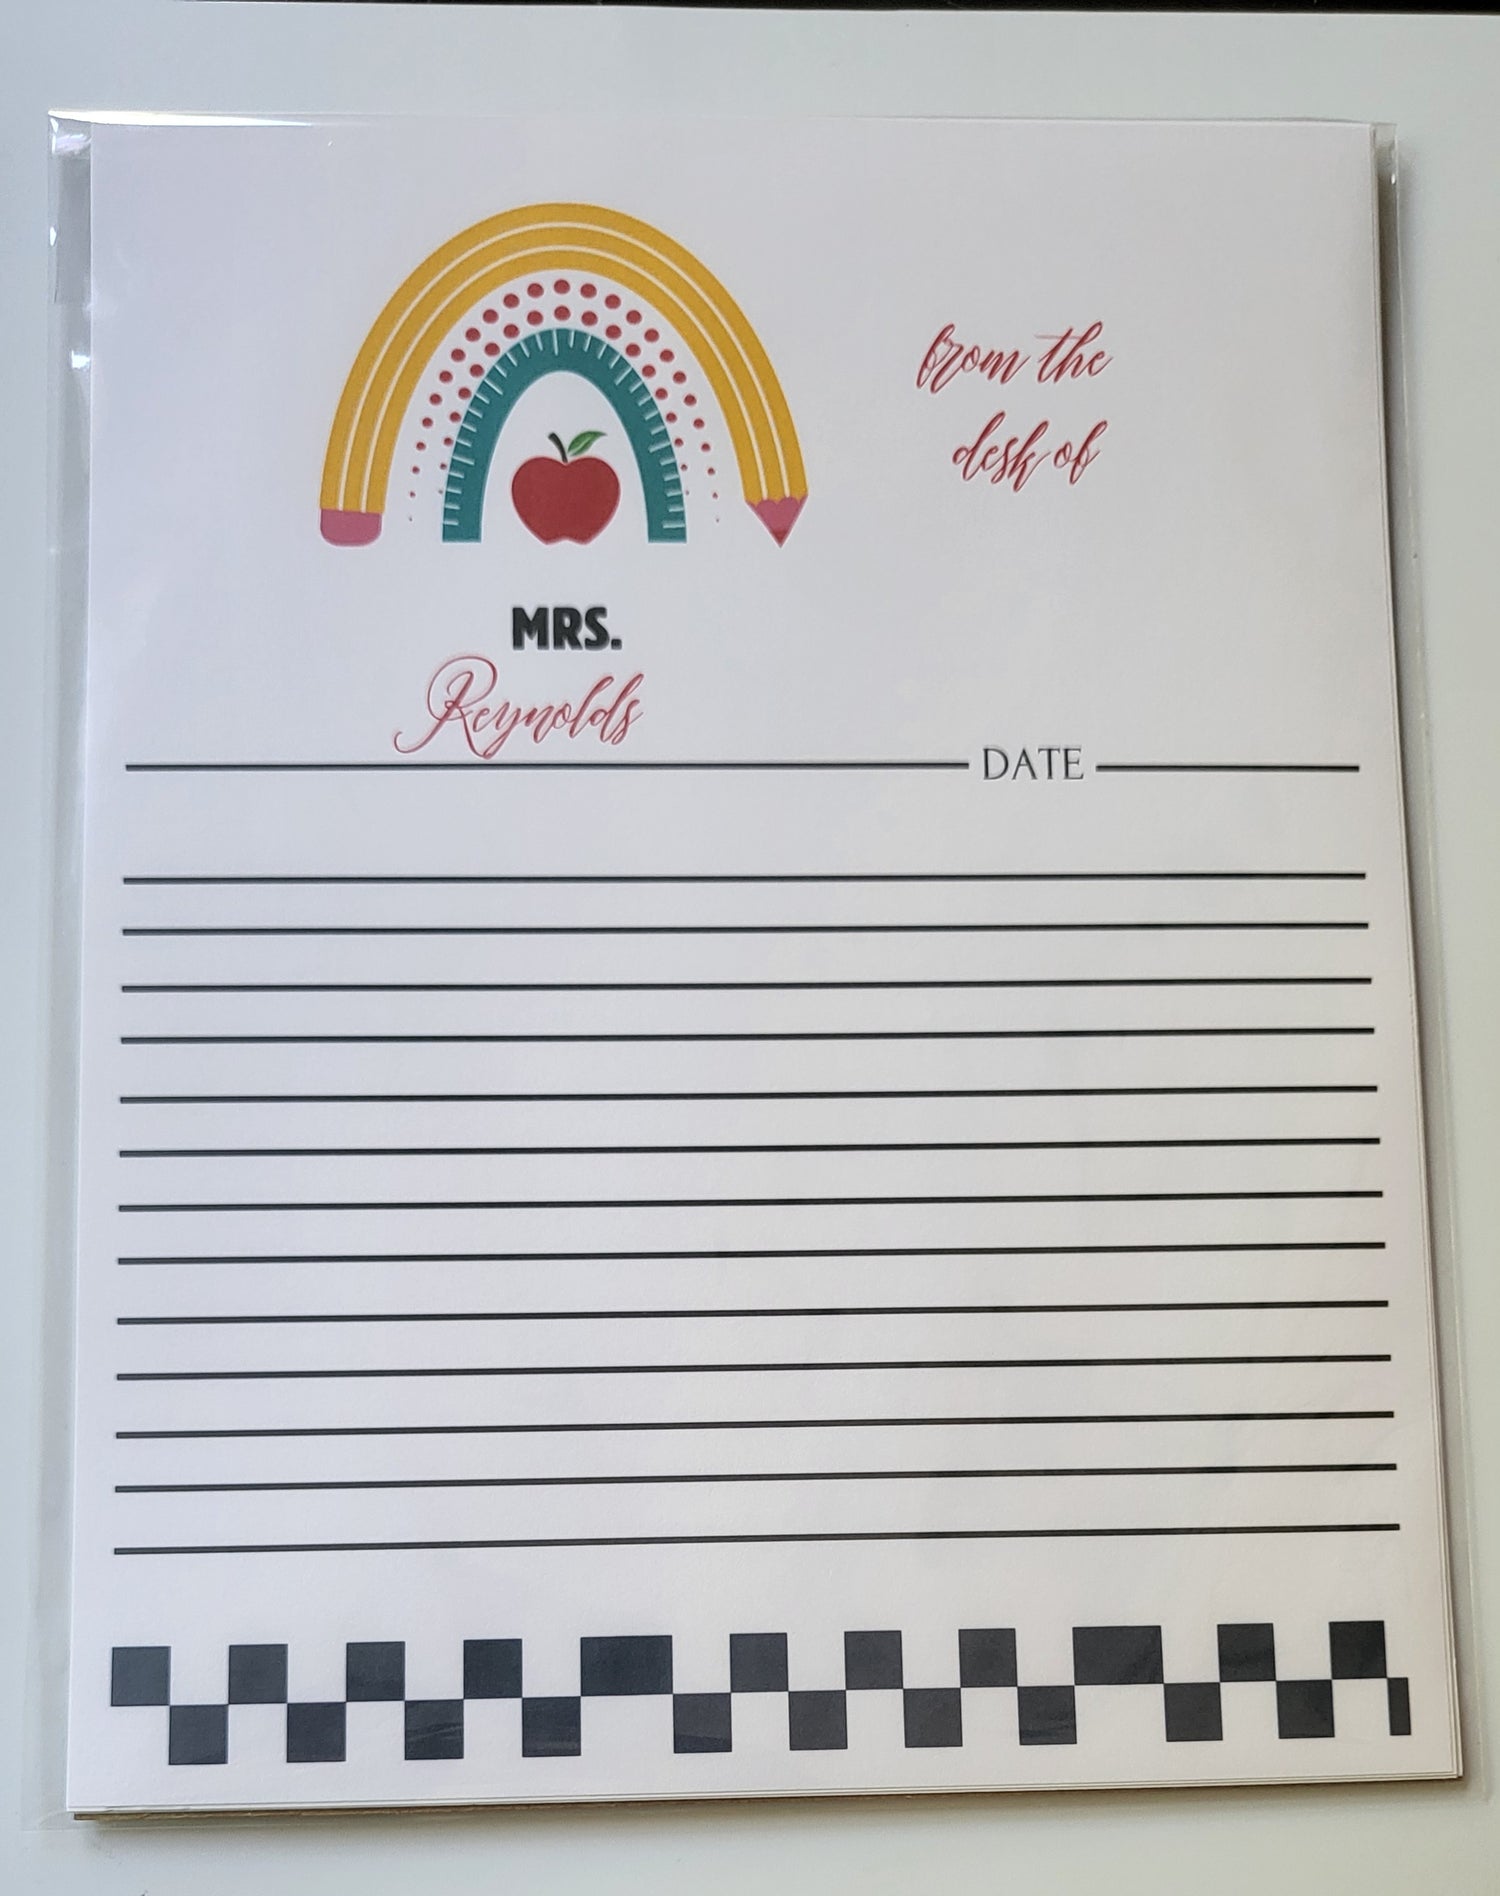 from the
desk of
MRS.
Reynolds
DATE